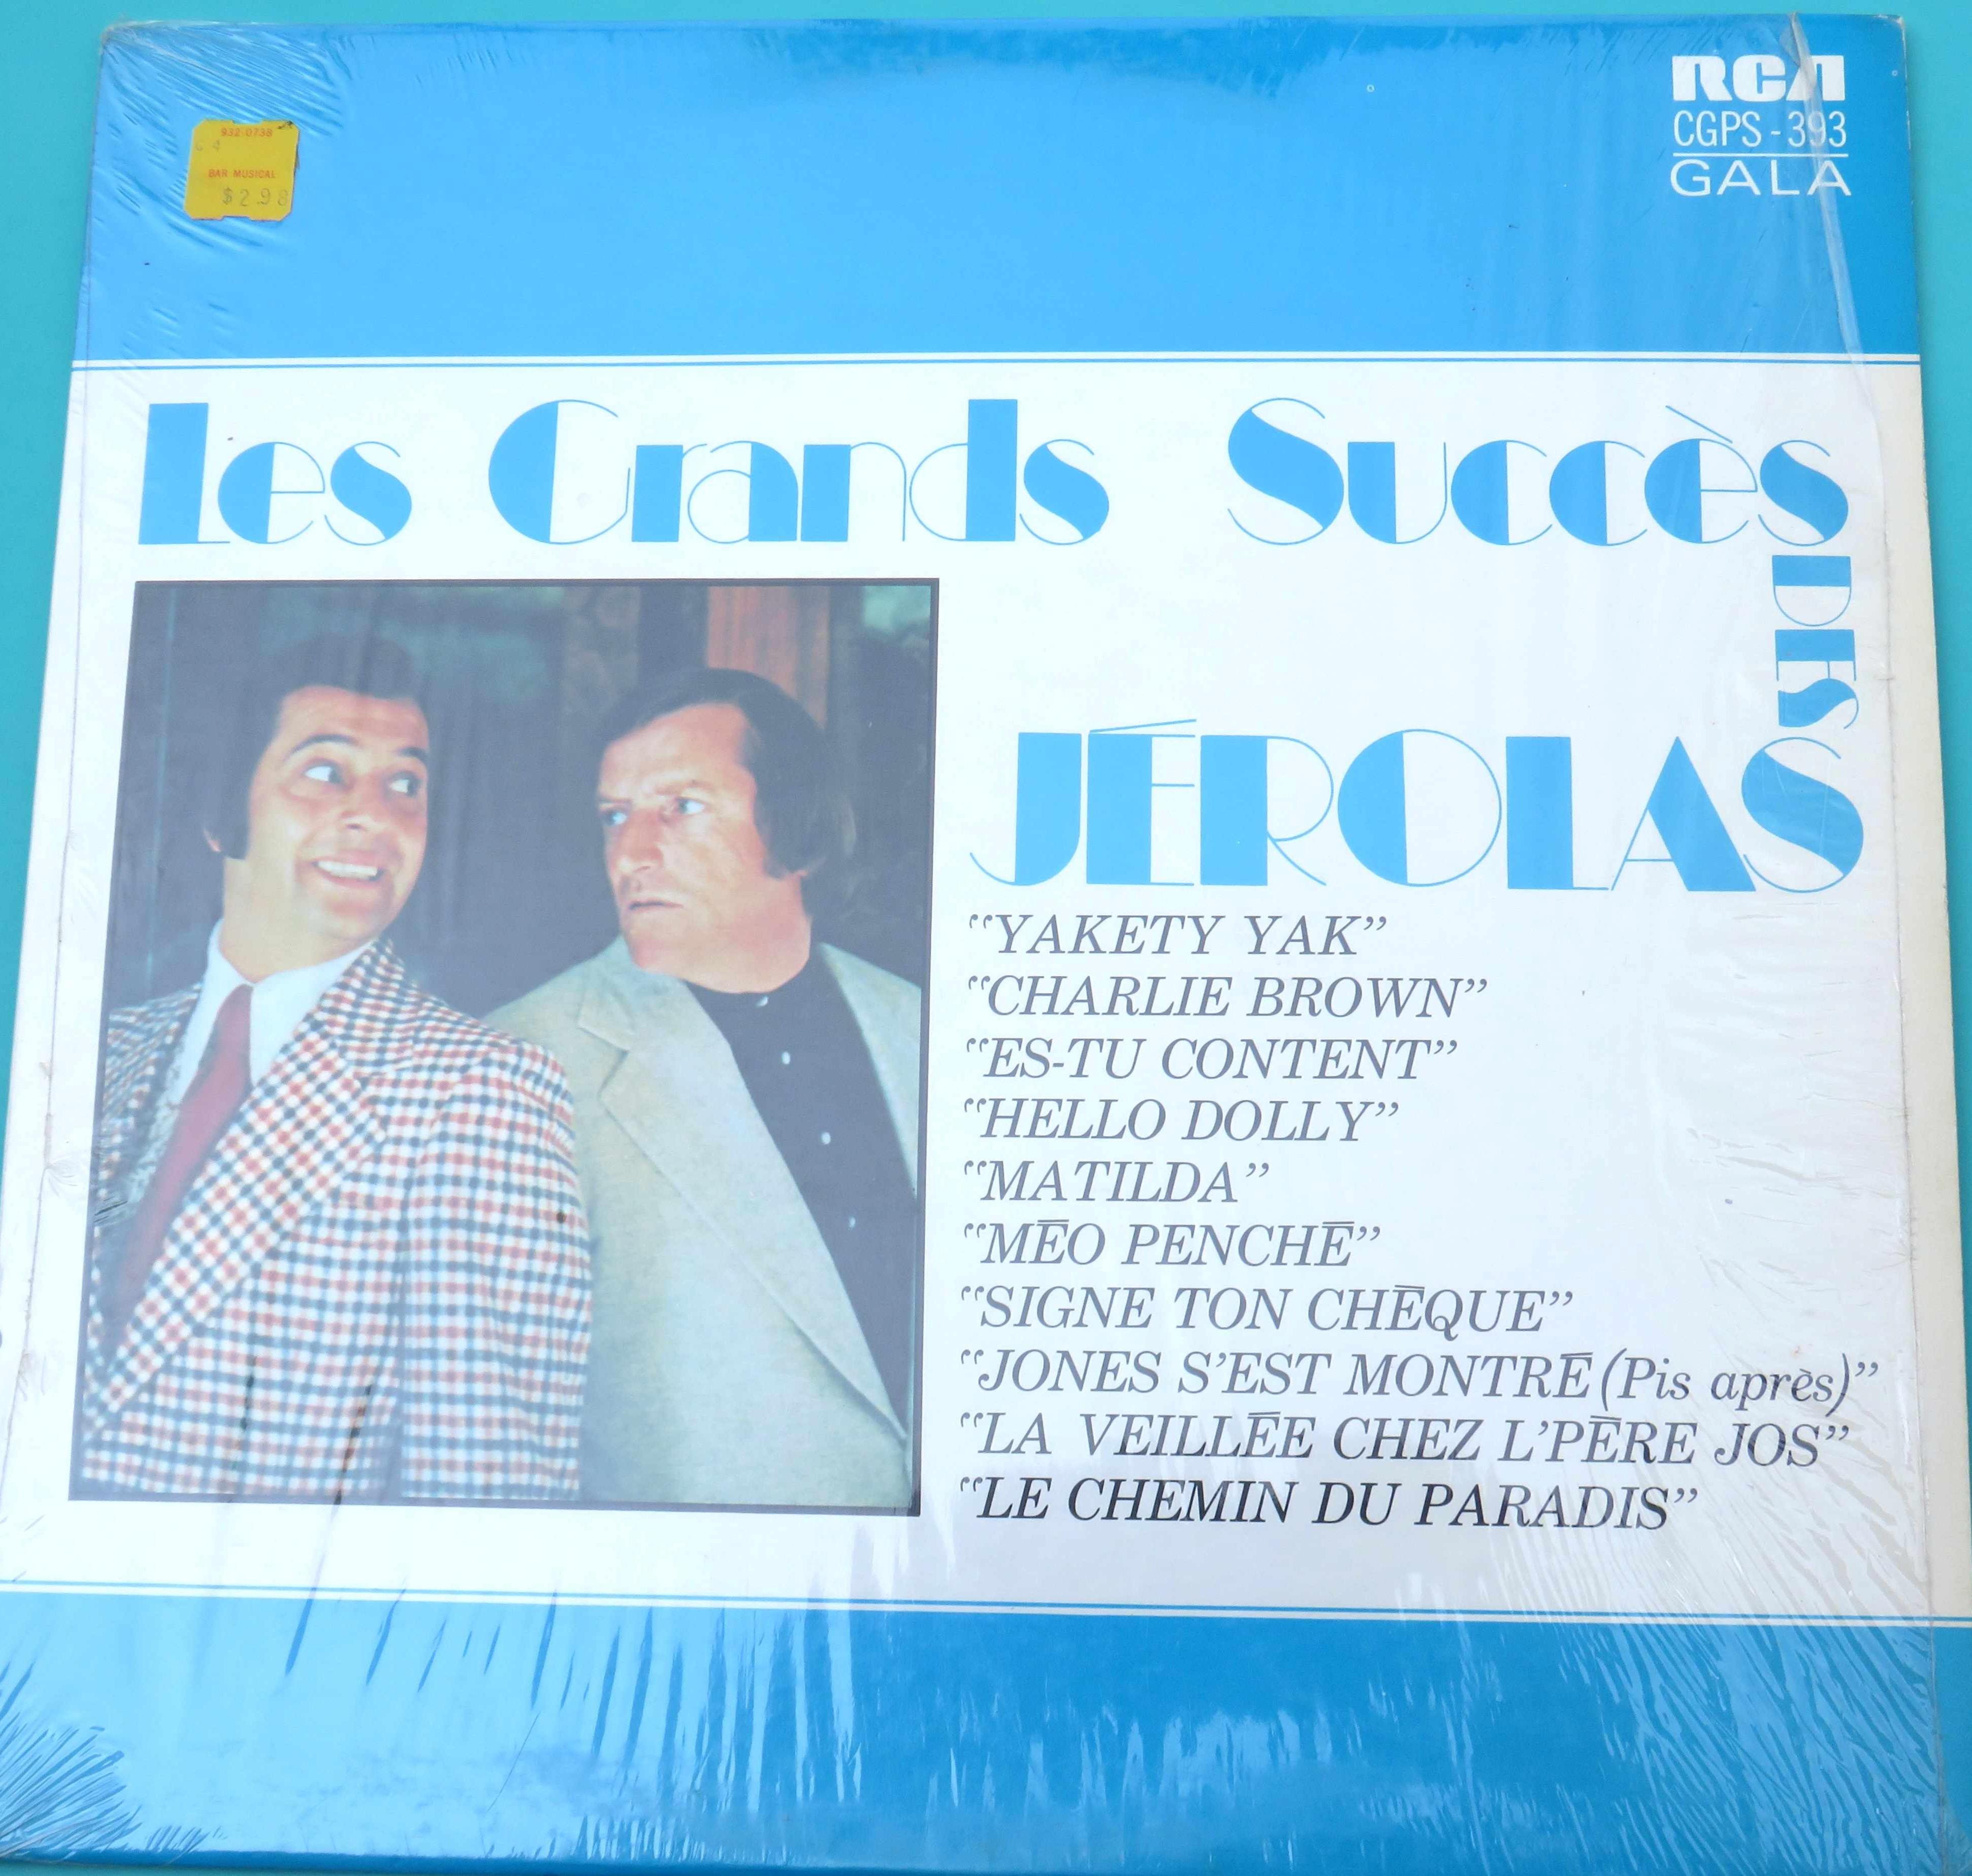 932-0738
C 4
BAR MUSICAL
$2.98
RCA
CGPS-393
GALA
Les Grands Succès
DES
JÉROLAS
"YAKETY YAK"
"CHARLIE BROWN"
"ES-TU CONTENT"
"HELLO DOLLY"
"MATILDA"
"MĒO PENCHĒ"
"SIGNE TON CHĒQUE"
"JONES S'EST MONTRÉ (Pis après)"
"LA VEILLĒE CHEZ L'PĒRE JOS"
"LE CHEMIN DU PARADIS"